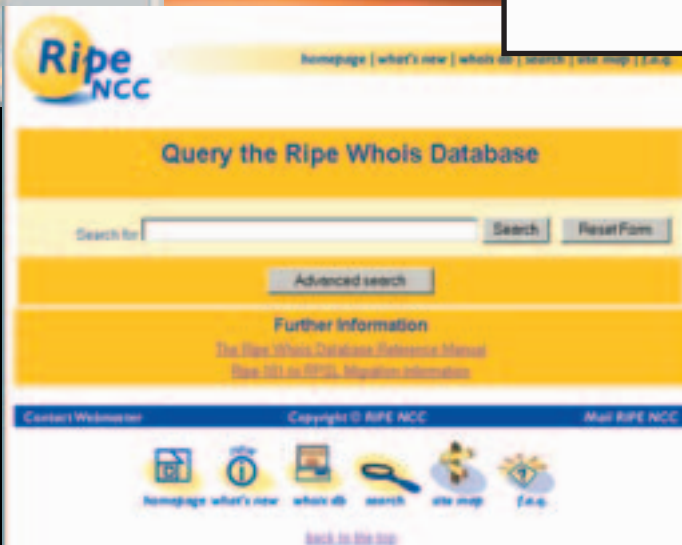 Ripe
NCC
homepage | what's new | whois db | search | site map | f.a.q.
Query the Ripe Whois Database
Search for
Search
Reset Form
Advanced search
Further Information
The Ripe Whois Database Reference Manual
Ripe-181 to RPSL Migration Information
Contact Webmaster
Copyright © RIPE NCC
Mail RIPE NCC
homepage
what's new
whois db
search
site map
f.a.q.
back to the top